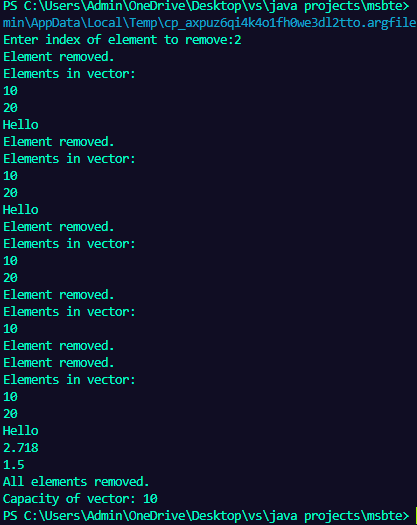 PS C:\Users\Admin\OneDrive\Desktop\vs\java projects\msbte>
min\AppData\Local\Temp\cp_axpuz6qi4k4o1fh0we3dl2tto.argfile
Enter index of element to remove:2
Element removed.
Elements in vector:
10
20
Hello
Element removed.
Elements in vector:
10
20
Hello
Element removed.
Elements in vector:
10
20
Element removed.
Elements in vector:
10
Element removed.
Element removed.
Elements in vector:
10
20
Hello
2.718
1.5
All elements removed.
Capacity of vector: 10
PS C:\Users\Admin\OneDrive\Desktop\vs\java projects\msbte>